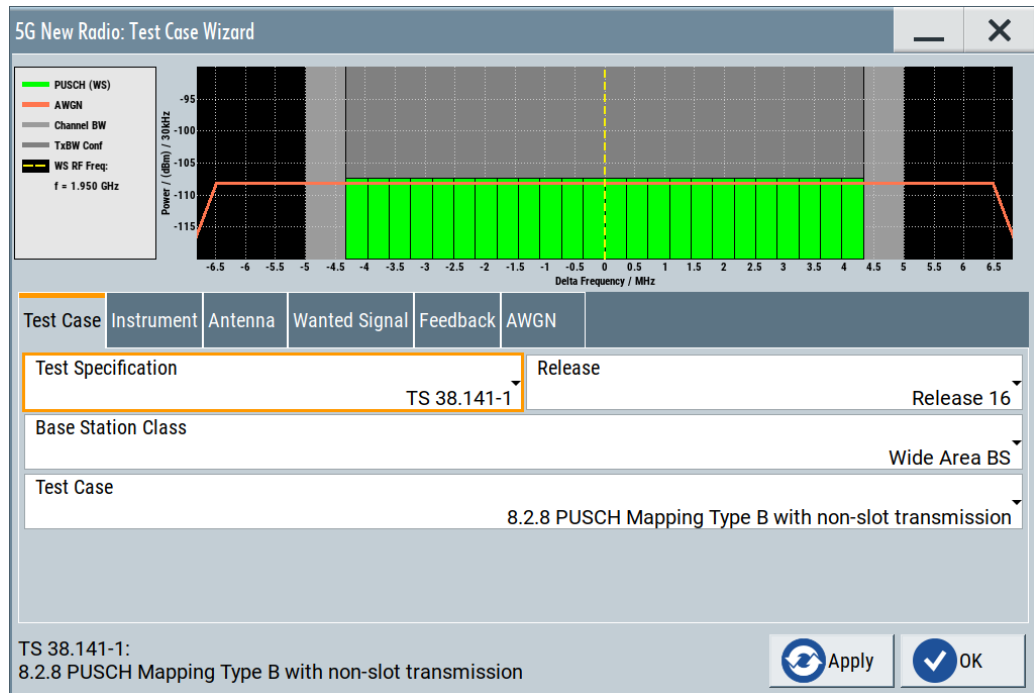 5G New Radio: Test Case Wizard
PUSCH (WS)
AWGN
Channel BW
TxBW Conf
WS RF Freq:
f = 1.950 GHz
Power / (dBm) / 30kHz
-95
-100
-105
-110
-115
-6.5 -6 -5.5 -5 -4.5 -4 -3.5 -3 -2.5 -2 -1.5 -1 -0.5 0 0.5 1 1.5 2 2.5 3 3.5 4 4.5 5 5.5 6 6.5
Delta Frequency / MHz
Test Case Instrument Antenna Wanted Signal Feedback AWGN
Test Specification
TS 38.141-1
Release
Release 16
Base Station Class
Wide Area BS
Test Case
8.2.8 PUSCH Mapping Type B with non-slot transmission
TS 38.141-1:
8.2.8 PUSCH Mapping Type B with non-slot transmission
Apply
OK